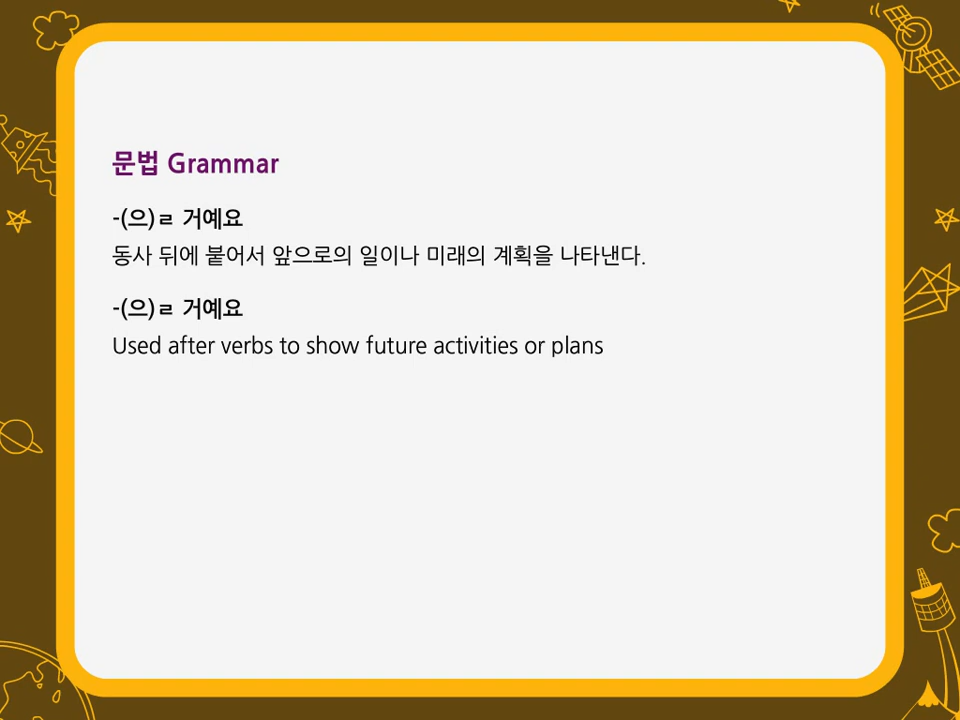 문법 Grammar
-(으)ㄹ 거예요
동사 뒤에 붙어서 앞으로의 일이나 미래의 계획을 나타낸다.
-(으)ㄹ 거예요
Used after verbs to show future activities or plans